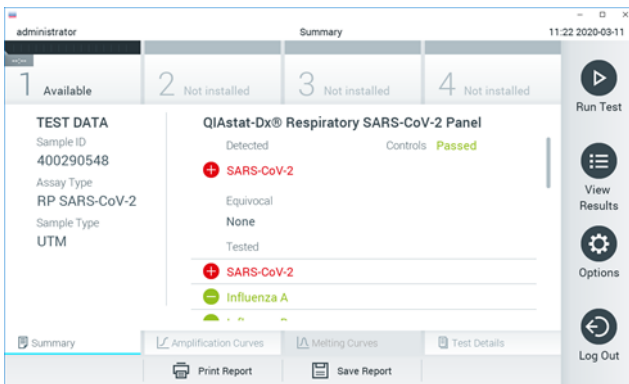 administrator Summary 11:22 2020-03-11
--:--
1 Available 2 Not installed 3 Not installed 4 Not installed
Run Test
TEST DATA QIAstat-Dx® Respiratory SARS-CoV-2 Panel
Sample ID Detected Controls Passed
400290548 SARS-CoV-2
Assay Type
RP SARS-CoV-2 Equivocal
Sample Type None
UTM Tested
SARS-CoV-2
Influenza A
View
Results
Options
Summary Amplification Curves Melting Curves Test Details
Print Report Save Report
Log Out